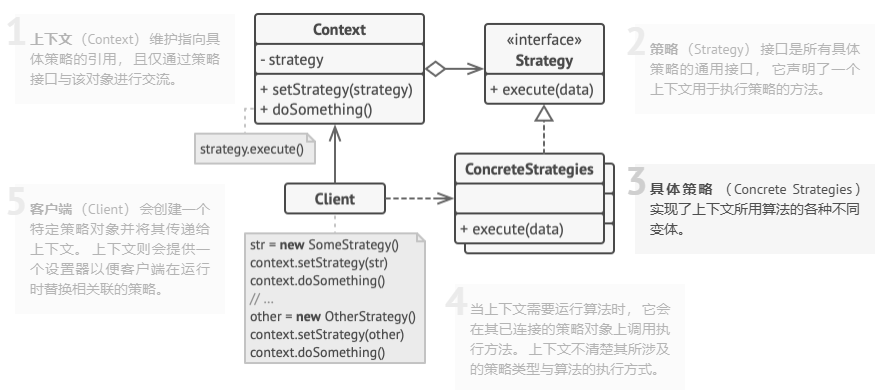 1
上下文（Context）维护指向具
体策略的引用，且仅通过策略
接口与该对象进行交流。
Context
- strategy
+ setStrategy(strategy)
+ doSomething()
strategy.execute()
«interface»
Strategy
+ execute(data)
2
策略（Strategy）接口是所有具体
策略的通用接口，它声明了一个
上下文用于执行策略的方法。
ConcreteStrategies
+ execute(data)
3
具体策略（Concrete Strategies）
实现了上下文所用算法的各种不同
变体。
5
客户端（Client）会创建一个
特定策略对象并将其传递给
上下文。上下文则会提供一
个设置器以便客户端在运行
时替换相关联的策略。
Client
str = new SomeStrategy()
context.setStrategy(str)
context.doSomething()
// ...
other = new OtherStrategy()
context.setStrategy(other)
context.doSomething()
4
当上下文需要运行算法时，它会
在其已连接的策略对象上调用执
行方法。上下文不清楚其所涉及
的策略类型与算法的执行方式。